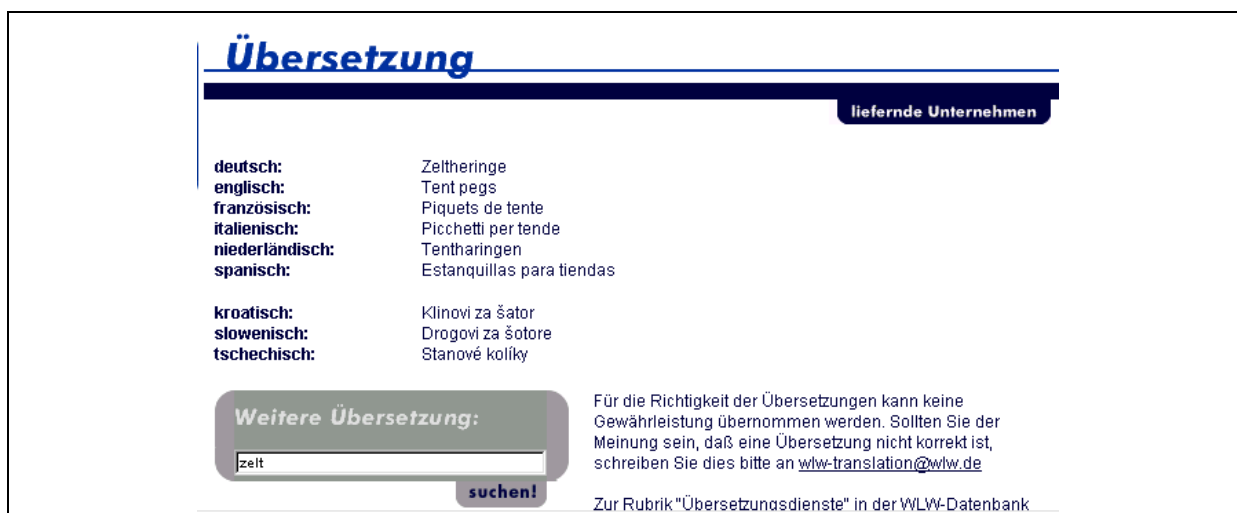 Übersetzung
liefernde Unternehmen
deutsch: Zeltheringe
englisch: Tent pegs
französisch: Piquets de tente
italienisch: Picchetti per tende
niederländisch: Tentharingen
spanisch: Estanquillas para tiendas
kroatisch: Klinovi za šator
slowenisch: Drogovi za šotore
tschechisch: Stanové kolíky
Weitere Übersetzung:
zelt
suchen!
Für die Richtigkeit der Übersetzungen kann keine
Gewährleistung übernommen werden. Sollten Sie der
Meinung sein, daß eine Übersetzung nicht korrekt ist,
schreiben Sie dies bitte an wlw-translation@wlw.de
Zur Rubrik "Übersetzungsdienste" in der WLW-Datenbank